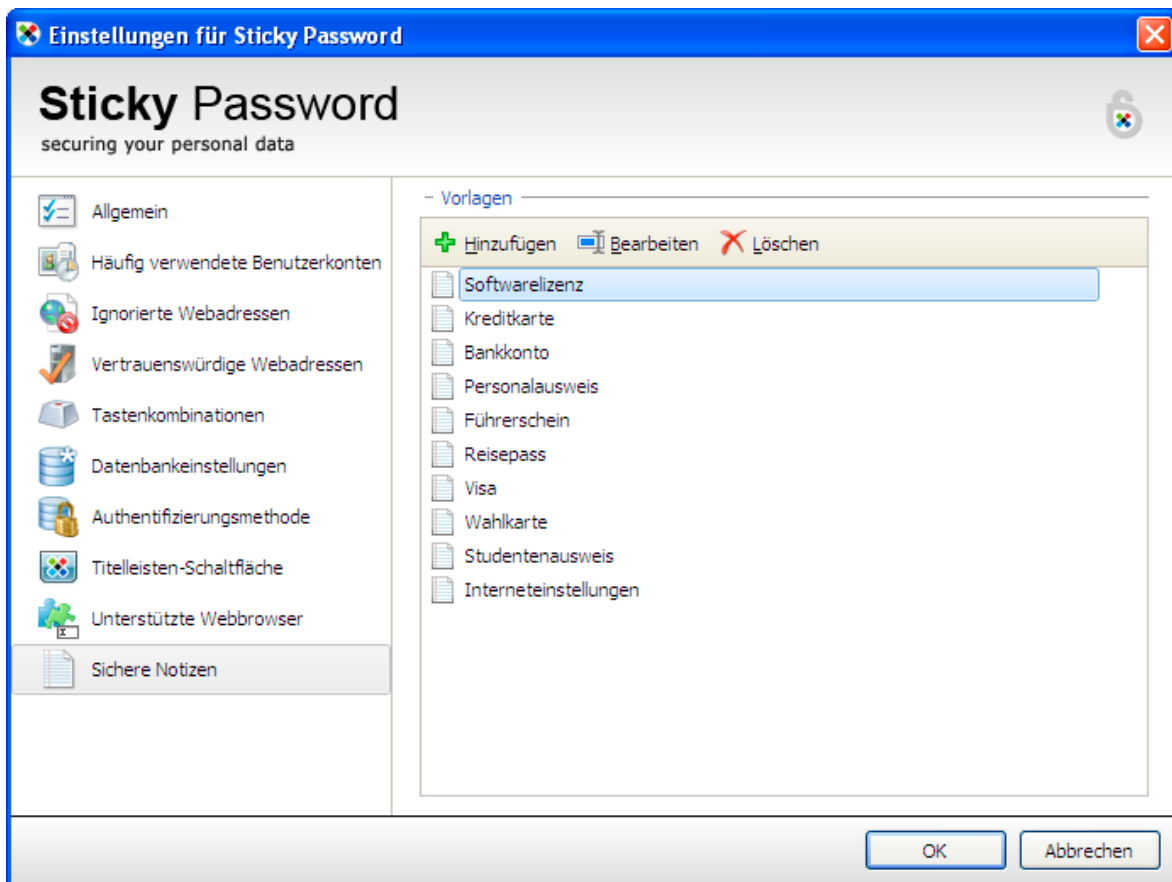 Einstellungen für Sticky Password
Sticky Password
securing your personal data
Allgemein
Häufig verwendete Benutzerkonten
Ignorierte Webadressen
Vertrauenswürdige Webadressen
Tastenkombinationen
Datenbankeinstellungen
Authentifizierungsmethode
Titelleisten-Schaltfläche
Unterstützte Webbrowser
Sichere Notizen
Vorlagen
Hinzufügen Bearbeiten Löschen
Softwarelizenz
Kreditkarte
Bankkonto
Personalausweis
Führerschein
Reisepass
Visa
Wahlkarte
Studentenausweis
Interneteinstellungen
OK Abbrechen